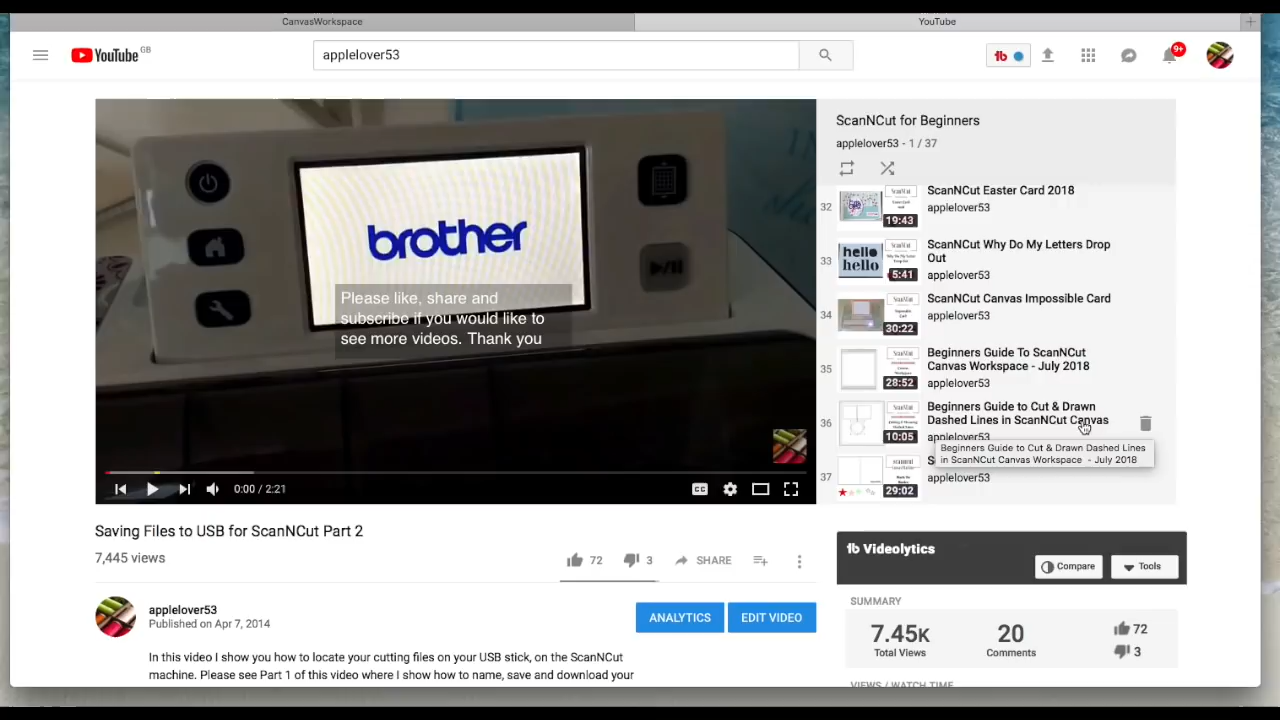 CanvasWorkspace
YouTube
YouTube GB
applelover53
9+
brother
Please like, share and
subscribe if you would like to
see more videos. Thank you
0:00 / 2:21
CC
Saving Files to USB for ScanNCut Part 2
7,445 views
72
3
SHARE
applelover53
Published on Apr 7, 2014
ANALYTICS
EDIT VIDEO
In this video I show you how to locate your cutting files on your USB stick, on the ScanNCut
machine. Please see Part 1 of this video where I show how to name, save and download your
ScanNCut for Beginners
applelover53 - 1 / 37
32
19:43
ScanNCut Easter Card 2018
applelover53
33
hello
hello
5:41
ScanNCut Why Do My Letters Drop
Out
applelover53
34
30:22
ScanNCut Canvas Impossible Card
applelover53
35
28:52
Beginners Guide To ScanNCut
Canvas Workspace - July 2018
applelover53
36
10:05
Beginners Guide to Cut & Drawn
Dashed Lines in ScanNCut Canvas
applelover53
Beginners Guide to Cut & Drawn Dashed Lines
in ScanNCut Canvas Workspace - July 2018
37
29:02
applelover53
tb Videolytics
Compare
Tools
SUMMARY
7.45K
Total Views
20
Comments
72
3
VIEWS / WATCH TIME